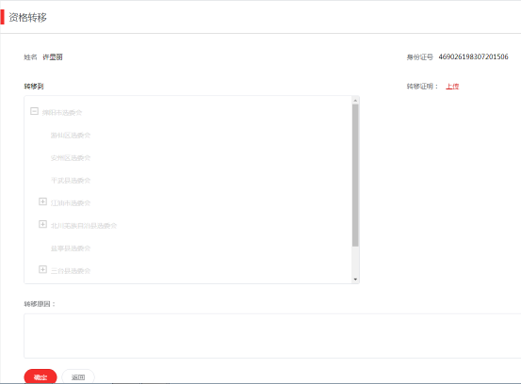 资格转移
姓名 许塑丽
身份证号 469026198307201506
转移到
转移证明： 上传
绵阳市选委会
游仙区选委会
安州区选委会
平武县选委会
江油市选委会
北川羌族自治县选委会
盐亭县选委会
三台县选委会
转移原因：
确定 返回